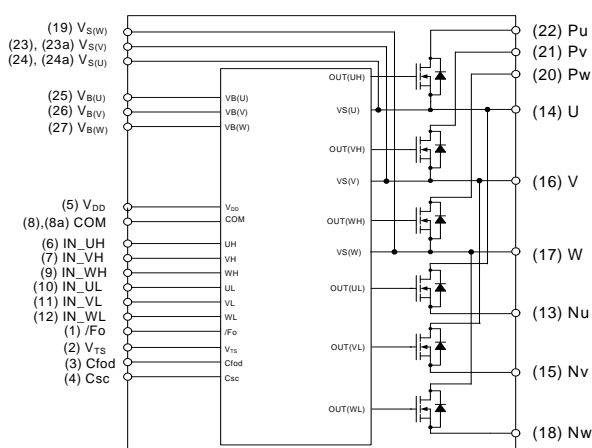 (19) VS(W)
(23), (23a) VS(V)
(24), (24a) VS(U)
(25) VB(U)
(26) VB(V)
(27) VB(W)
(5) VDD
(8),(8a) COM
(6) IN_UH
(7) IN_VH
(9) IN_WH
(10) IN_UL
(11) IN_VL
(12) IN_WL
(1) /Fo
(2) VTS
(3) Cfod
(4) Csc
VB(U)
VB(V)
VB(W)
VDD
COM
UH
VH
WH
UL
VL
WL
/Fo
VTS
Cfod
Csc
OUT(UH)
VS(U)
OUT(VH)
VS(V)
OUT(WH)
VS(W)
OUT(UL)
OUT(VL)
OUT(WL)
(22) Pu
(21) Pv
(20) Pw
(14) U
(16) V
(17) W
(13) Nu
(15) Nv
(18) Nw